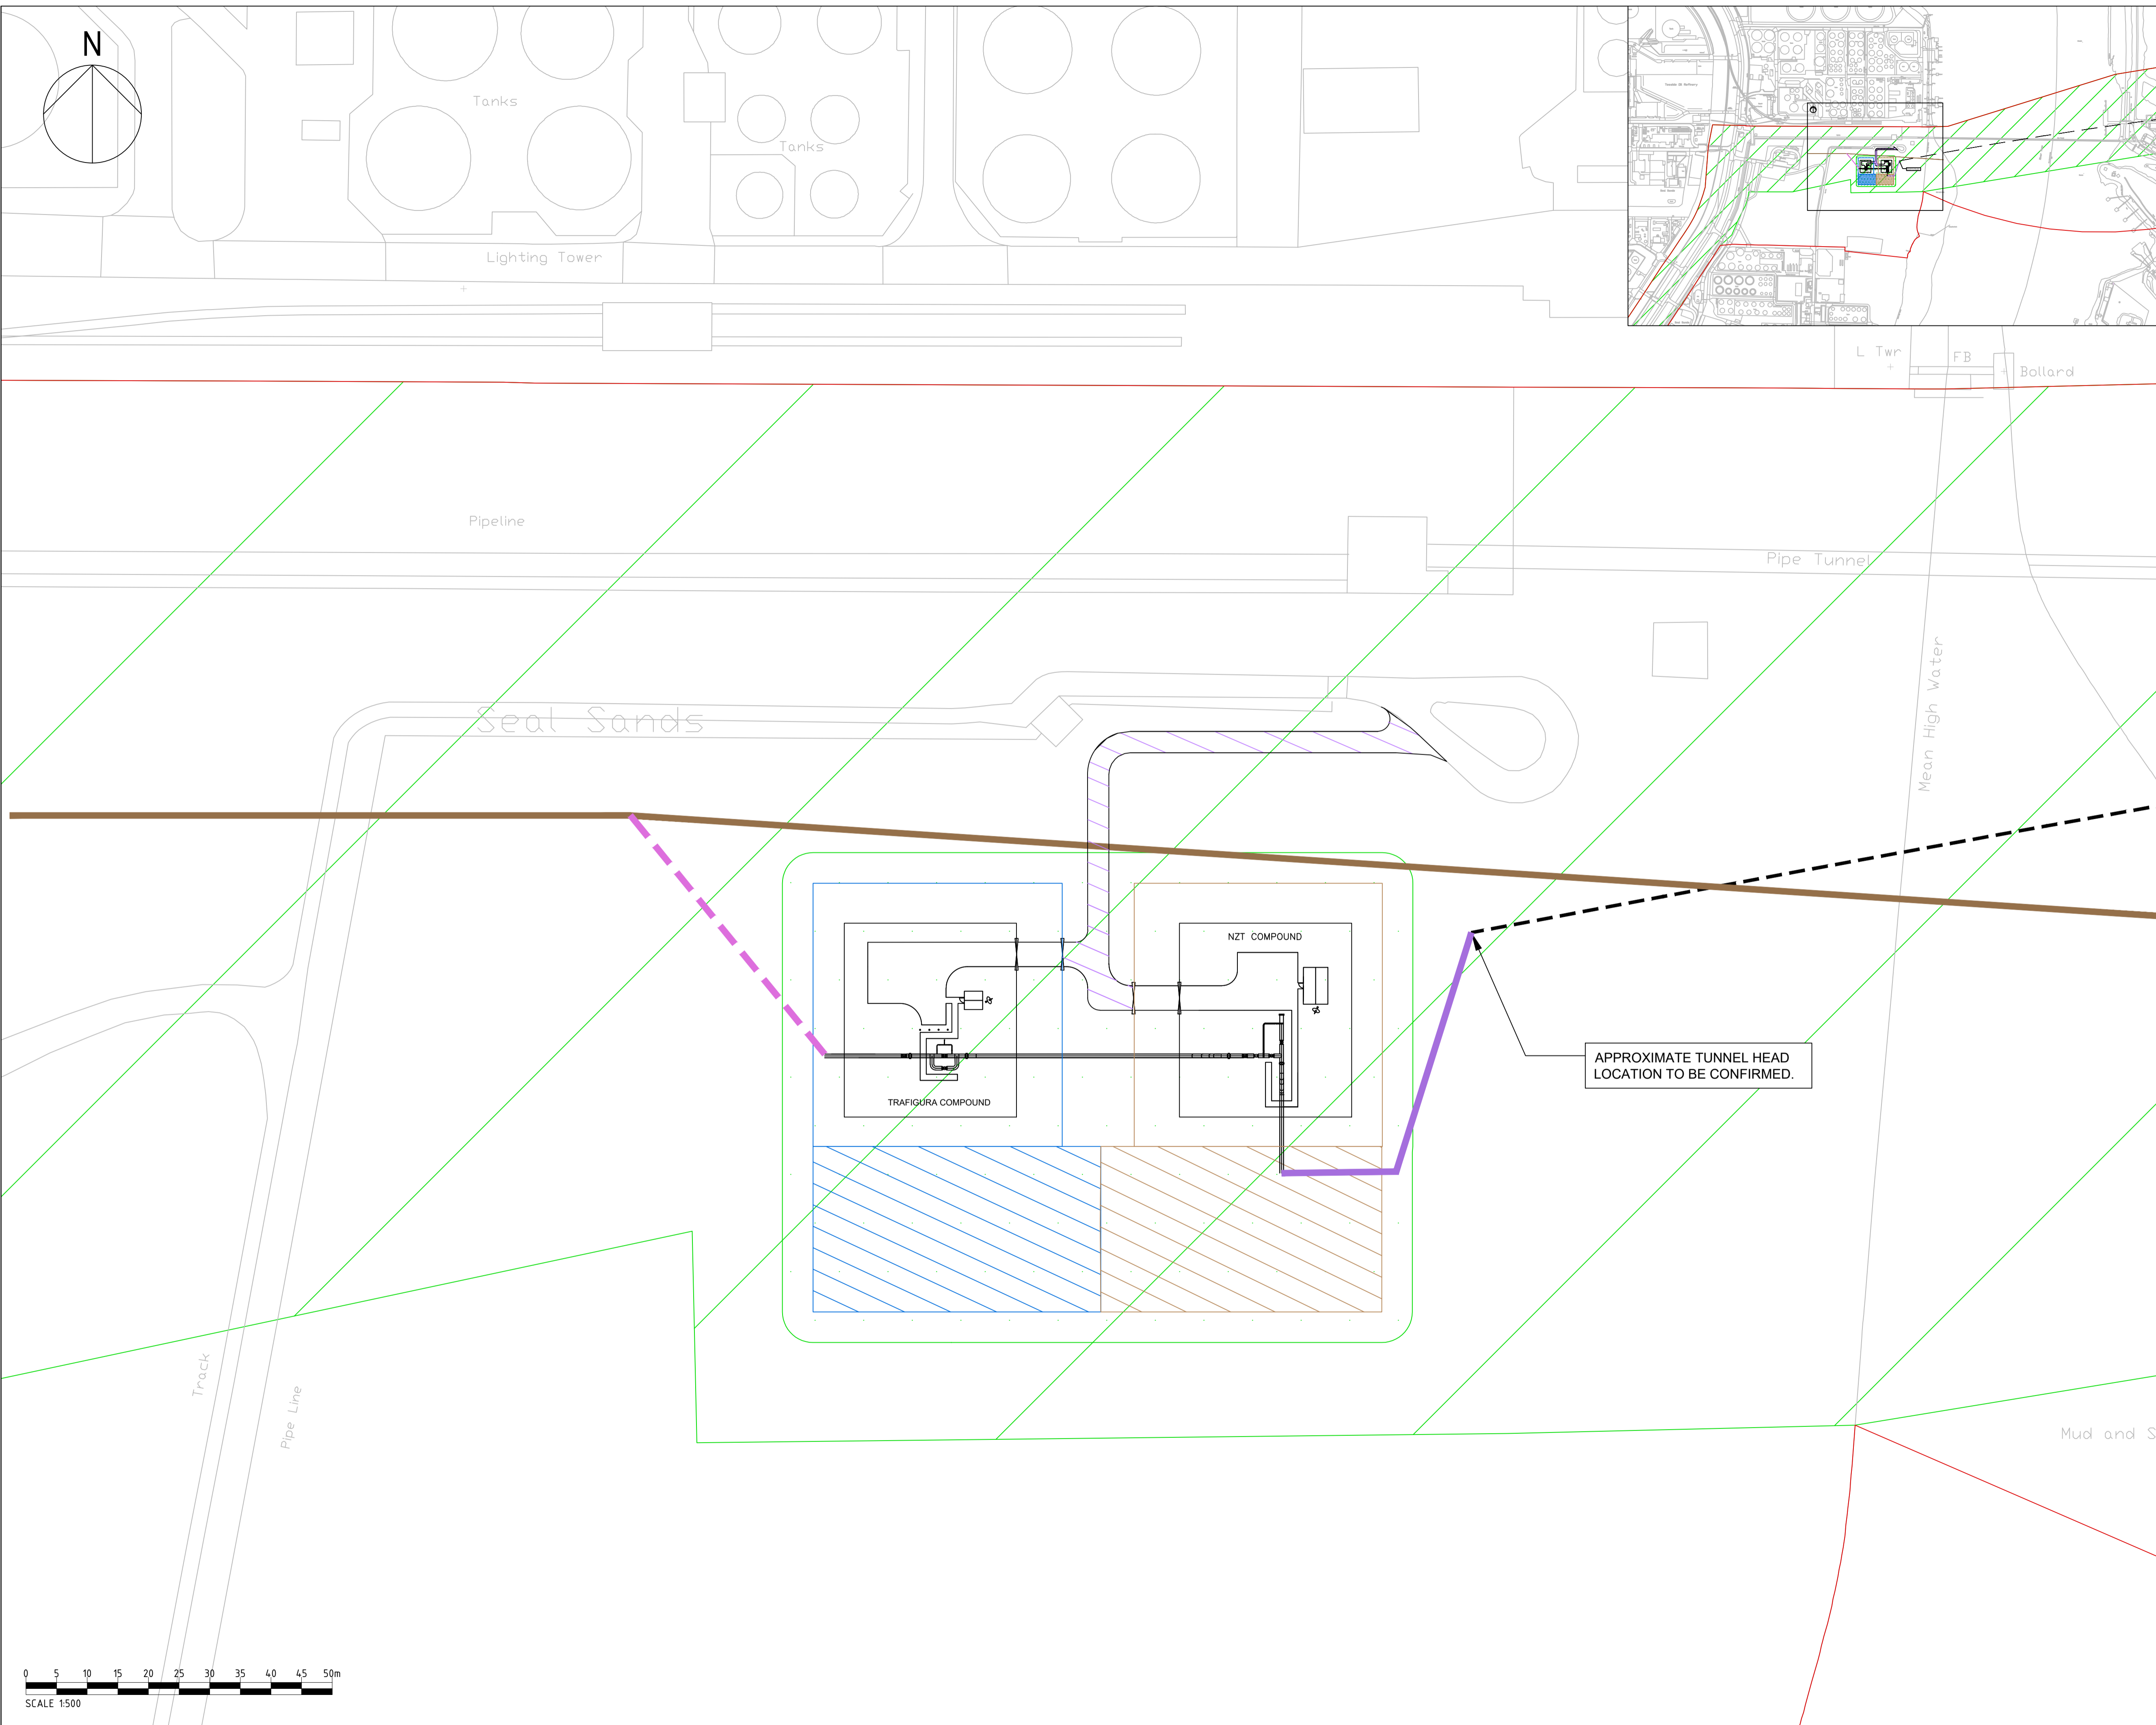 N
Tanks
Tanks
Lighting Tower
L Twr
FB
Bollard
Pipeline
Pipe Tunnel
Mean High Water
Seal Sands
NZT COMPOUND
APPROXIMATE TUNNEL HEAD
LOCATION TO BE CONFIRMED.
TRAFIGURA COMPOUND
Track
Pipe Line
Mud and S
0 5 10 15 20 25 30 35 40 45 50m
SCALE 1:500